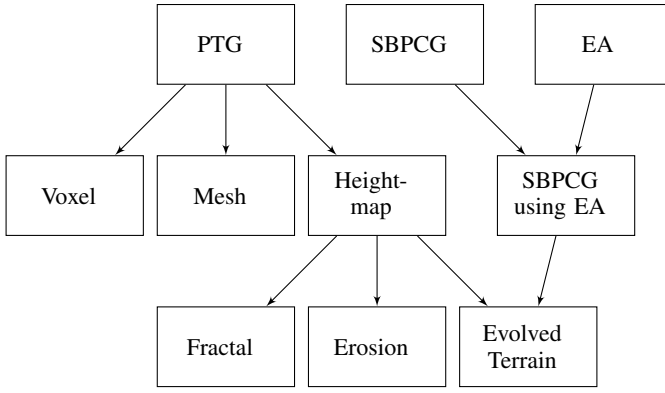 PTG
SBPCG
EA
Voxel
Mesh
Height-
map
SBPCG
using EA
Fractal
Erosion
Evolved
Terrain